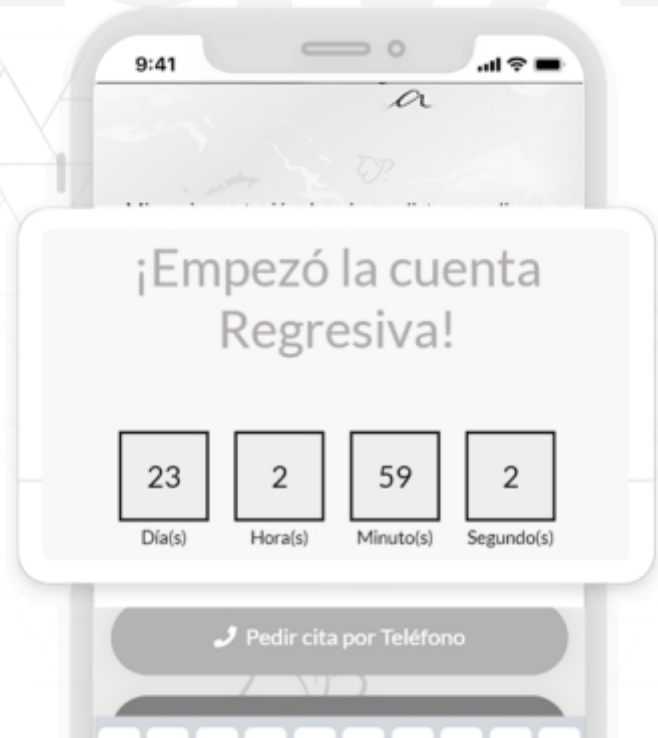 9:41
¡Empezó la cuenta
Regresiva!
23 2 59 2
Día(s) Hora(s) Minuto(s) Segundo(s)
Pedir cita por Teléfono